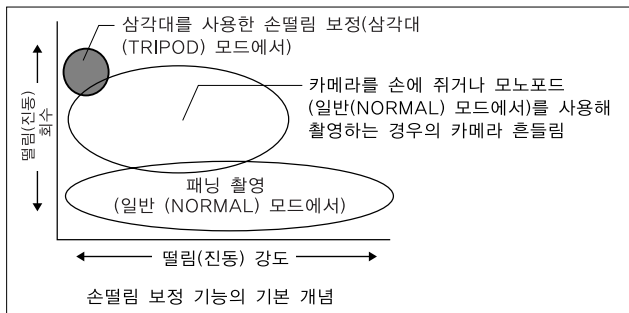 삼각대를 사용한 손떨림 보정(삼각대
(TRIPOD) 모드에서)
카메라를 손에 쥐거나 모노포드
(일반(NORMAL) 모드에서)를 사용해
촬영하는 경우의 카메라 흔들림
떨림(진동)
회수
패닝 촬영
(일반 (NORMAL) 모드에서)
떨림(진동) 강도
손떨림 보정 기능의 기본 개념